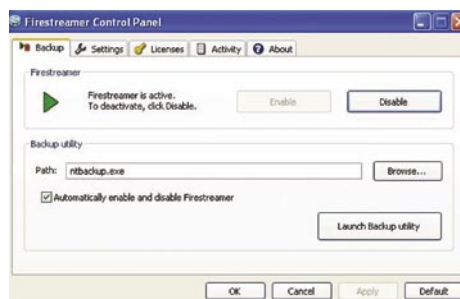 Firestreamer Control Panel
Backup Settings Licenses Activity About
Firestreamer
Firestreamer is active.
To deactivate, click Disable.
Enable Disable
Backup utility
Path: ntbackup.exe Browse...
Automatically enable and disable Firestreamer
Launch Backup utility
OK Cancel Apply Default